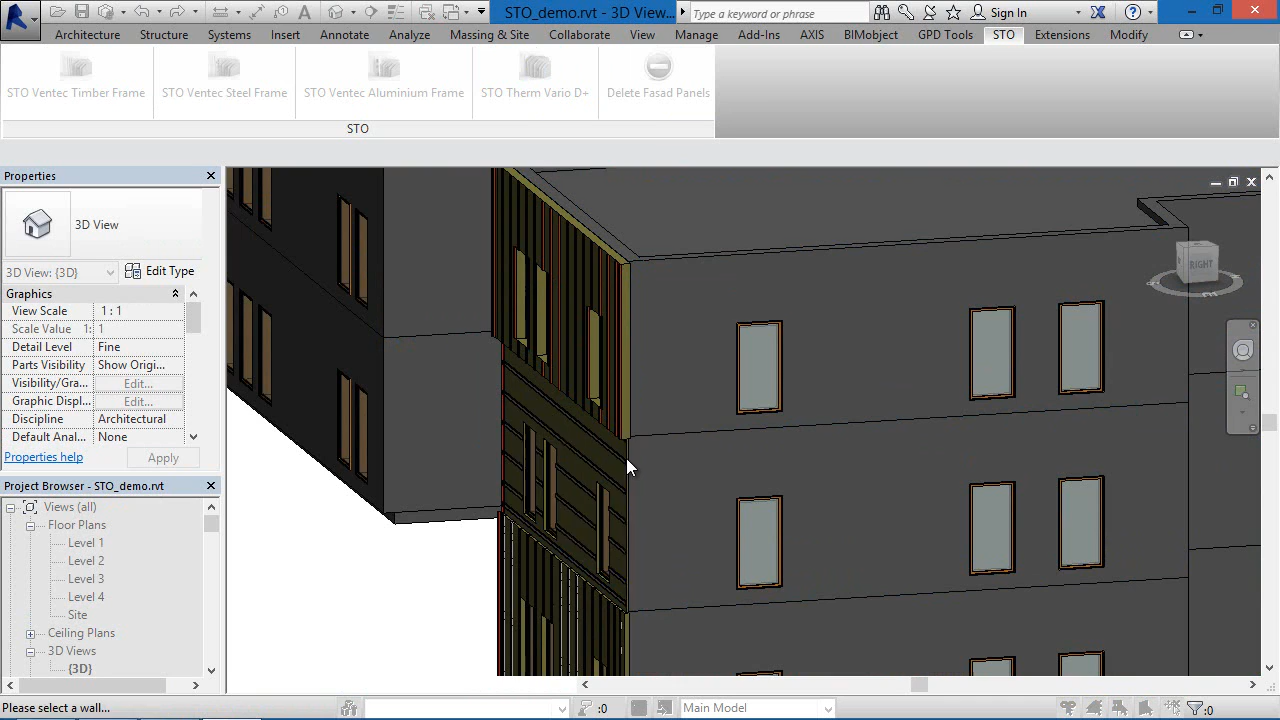 STO_demo.rvt - 3D View...
Type a keyword or phrase
Sign In
Architecture Structure Systems Insert Annotate Analyze Massing & Site Collaborate View Manage Add-Ins AXIS BIMobject GPD Tools STO Extensions Modify
STO Ventec Timber Frame STO Ventec Steel Frame STO Ventec Aluminium Frame STO Therm Vario D+ Delete Fasad Panels
STO
Properties
3D View
3D View: {3D}
Edit Type
Graphics
View Scale 1 : 1
Scale Value 1: 1
Detail Level Fine
Parts Visibility Show Origi...
Visibility/Gra... Edit...
Graphic Displ... Edit...
Discipline Architectural
Default Anal... None
Properties help Apply
Project Browser - STO_demo.rvt
Views (all)
Floor Plans
Level 1
Level 2
Level 3
Level 4
Site
Ceiling Plans
3D Views
{3D}
RIGHT
Please select a wall...
:0
Main Model
:0